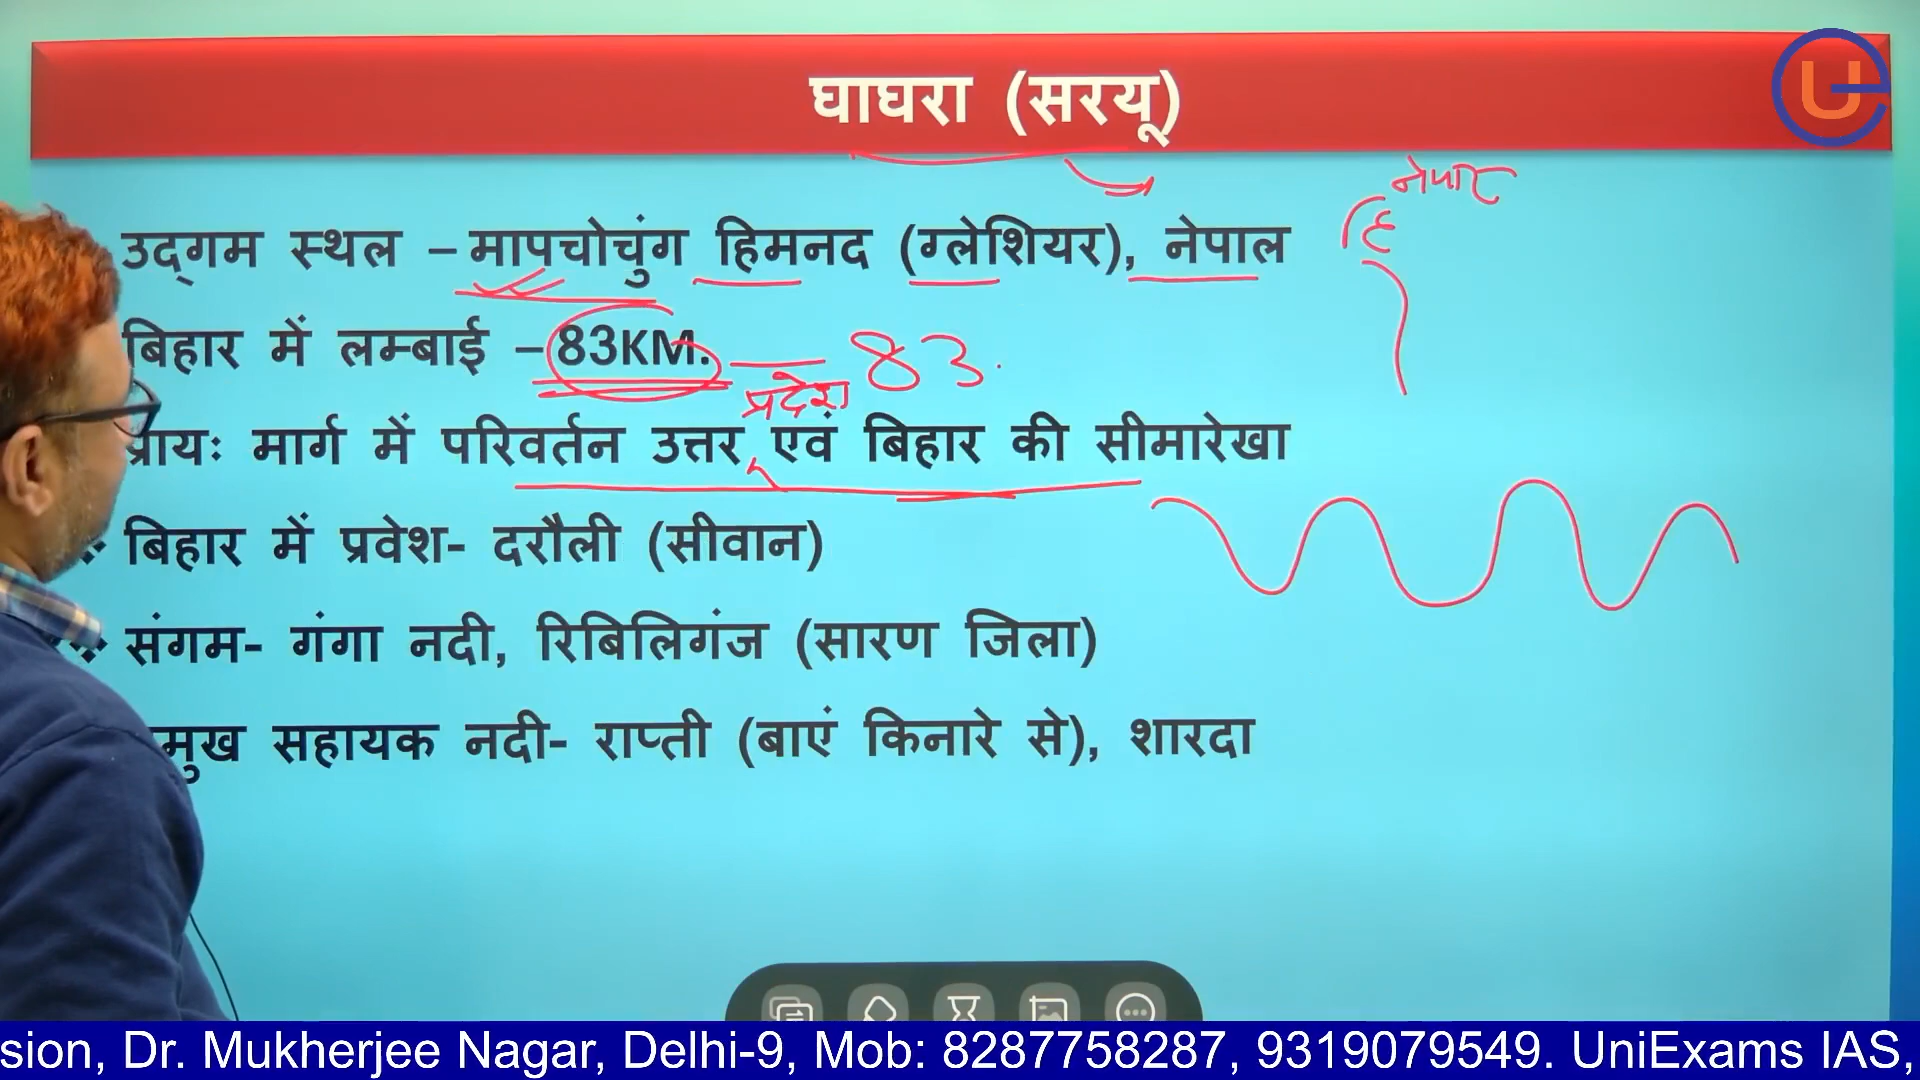 घाघरा (सरयू)
नेपाल
हि
उद्गम स्थल – मापचोचुंग हिमनद (ग्लेशियर), नेपाल
बिहार में लम्बाई – 83KM. — 83.
प्रदेश
प्रायः मार्ग में परिवर्तन उत्तर एवं बिहार की सीमारेखा
बिहार में प्रवेश- दरौली (सीवान)
संगम- गंगा नदी, रिबिलिगंज (सारण जिला)
मुख सहायक नदी- राप्ती (बाएं किनारे से), शारदा
sion, Dr. Mukherjee Nagar, Delhi-9, Mob: 8287758287, 9319079549. UniExams IAS,